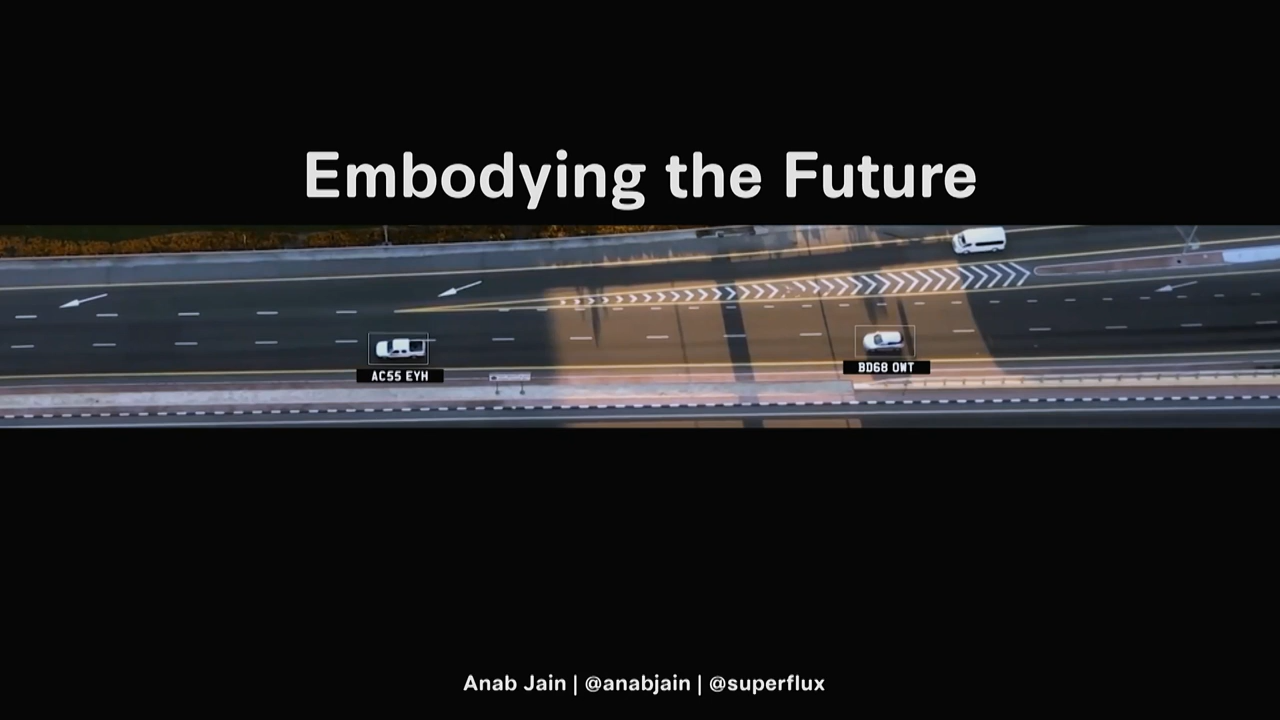 Embodying the Future
AC55 EYH
BD68 OWT
Anab Jain | @anabjain | @superflux